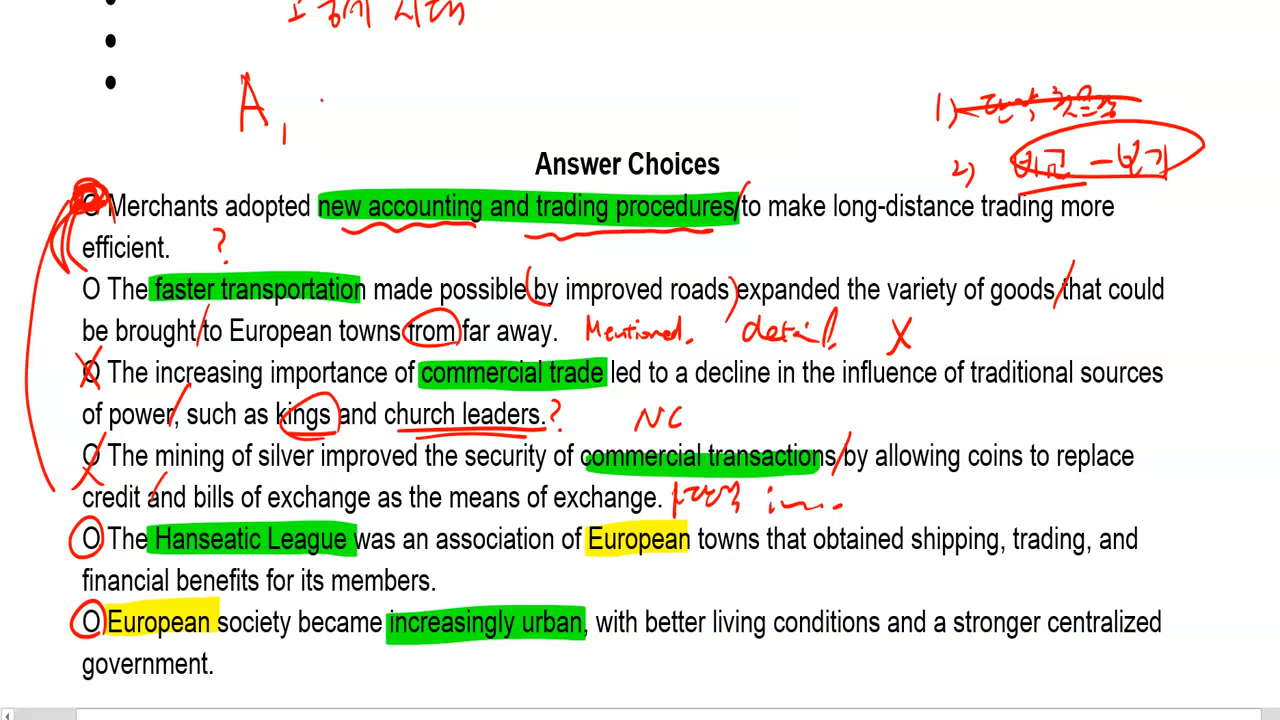 A,
1)
2) 비교 - 보기
Answer Choices
O Merchants adopted new accounting and trading procedures to make long-distance trading more
efficient. ?
O The faster transportation made possible by improved roads expanded the variety of goods that could
be brought to European towns from far away. Mentioned. detail. X
O The increasing importance of commercial trade led to a decline in the influence of traditional sources
of power, such as kings and church leaders. ? NC
O The mining of silver improved the security of commercial transactions by allowing coins to replace
credit and bills of exchange as the means of exchange.
O The Hanseatic League was an association of European towns that obtained shipping, trading, and
financial benefits for its members.
O European society became increasingly urban, with better living conditions and a stronger centralized
government.